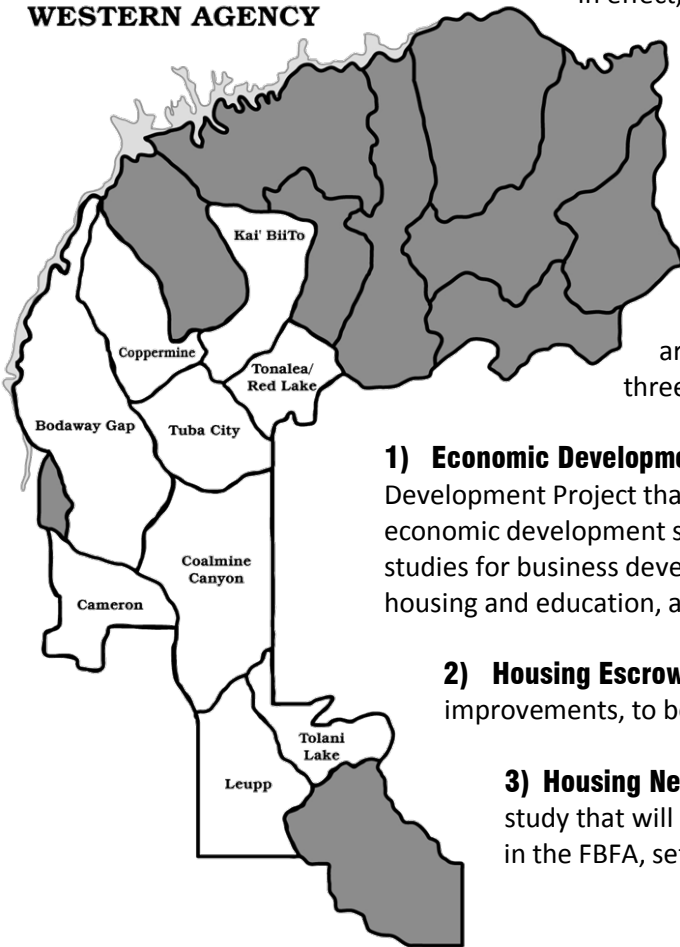 in effect,
WESTERN AGENCY
Kai' BiiTo
Coppermine
Tonalea/
Red Lake
Bodaway Gap
Tuba City
three
1) Economic Developme
Development Project tha
economic development s
studies for business deve
housing and education, a
Coalmine
Canyon
Cameron
2) Housing Escrow
improvements, to b
Tolani
Lake
Leupp
3) Housing Ne
study that will
in the FBFA, se